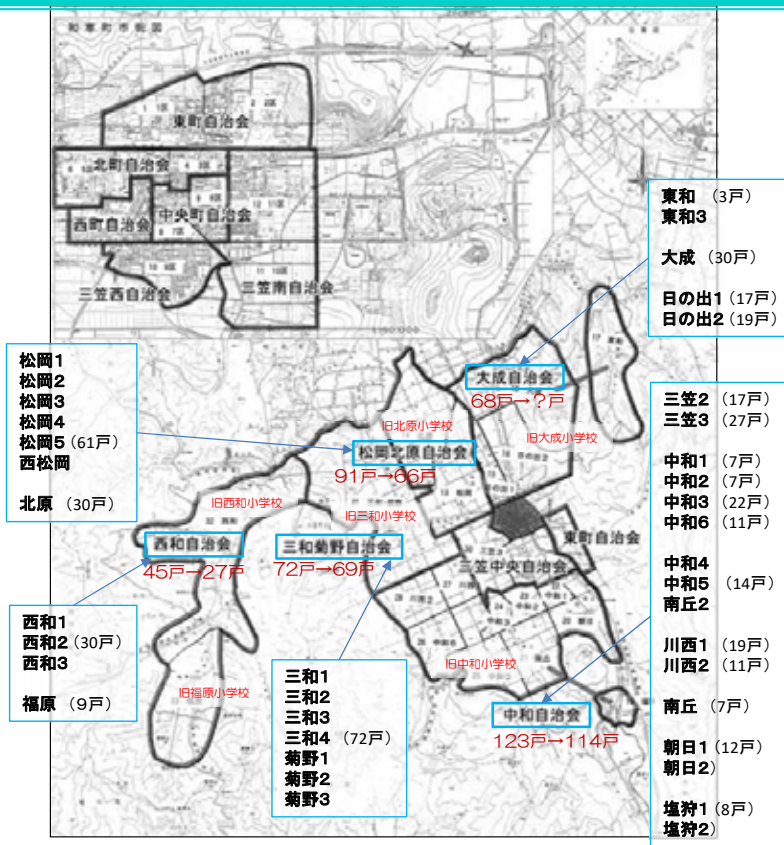 和寒町市街図
東町自治会
北町自治会
西町自治会
中央町自治会
三笠西自治会
三笠南自治会
東和 (3戸)
東和3
大成 (30戸)
日の出1 (17戸)
日の出2 (19戸)
松岡1
松岡2
松岡3
松岡4
松岡5 (61戸)
西松岡
北原 (30戸)
大成自治会
68戸→?戸
旧北原小学校
旧大成小学校
松岡北原自治会
91戸→66戸
旧西和小学校
旧三和小学校
西和自治会
45戸→27戸
三和菊野自治会
72戸→69戸
東町自治会
三笠中央自治会
旧中和小学校
旧福原小学校
中和自治会
123戸→114戸
三笠2 (17戸)
三笠3 (27戸)
中和1 (7戸)
中和2 (7戸)
中和3 (22戸)
中和6 (11戸)
中和4
中和5 (14戸)
南丘2
川西1 (19戸)
川西2 (11戸)
南丘 (7戸)
朝日1 (12戸)
朝日2)
塩狩1 (8戸)
塩狩2)
西和1
西和2 (30戸)
西和3
福原 (9戸)
三和1
三和2
三和3
三和4 (72戸)
菊野1
菊野2
菊野3